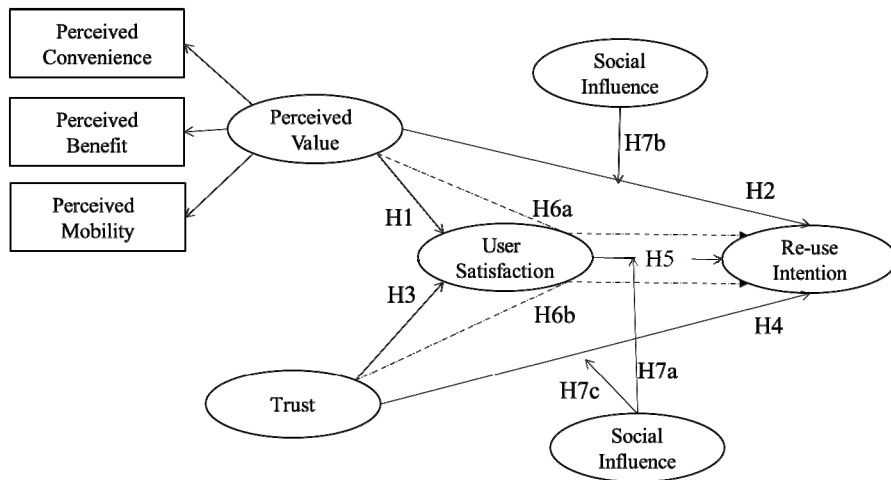 Perceived
Convenience
Perceived
Benefit
Perceived
Mobility
Perceived
Value
Social
Influence
H7b
H2
H1
H6a
User
Satisfaction
H5
Re-use
Intention
H3
H6b
H4
Trust
H7c
H7a
Social
Influence